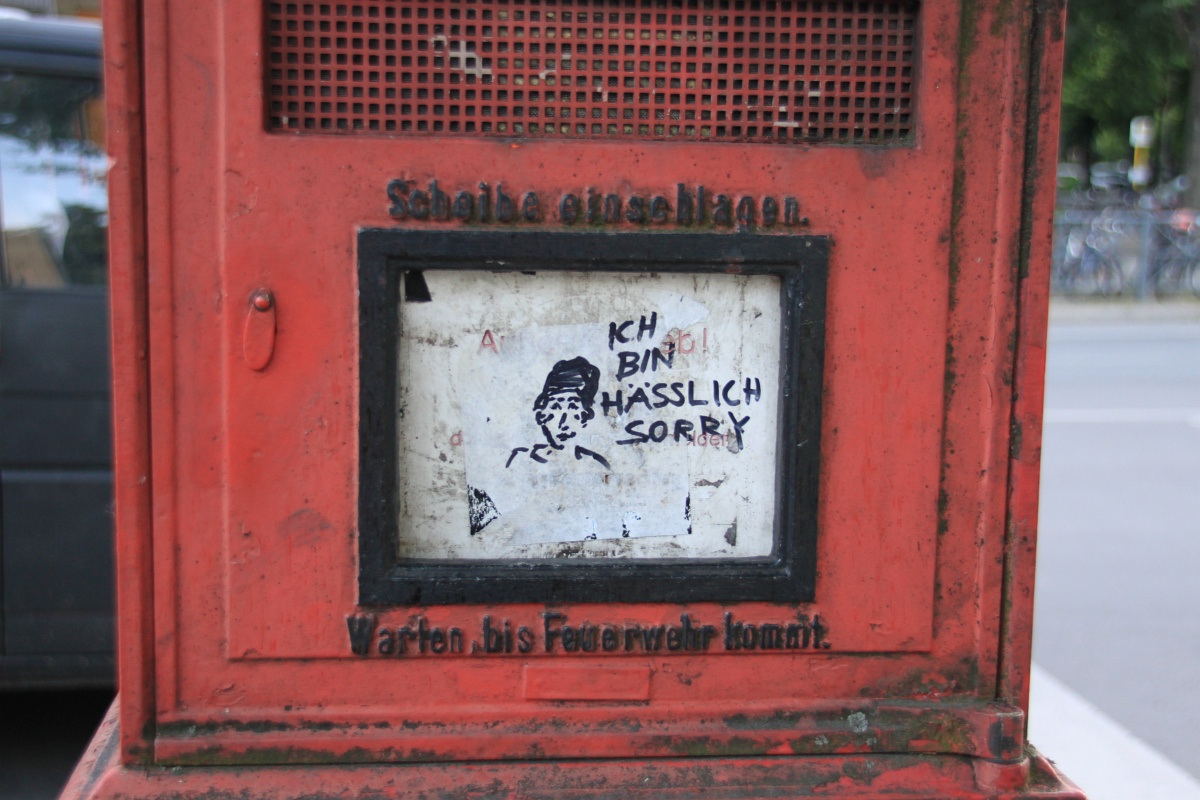 Scheibe einschlagen.
ICH
BIN
HÄSSLICH
SORRY
Warten, bis Feuerwehr kommt.